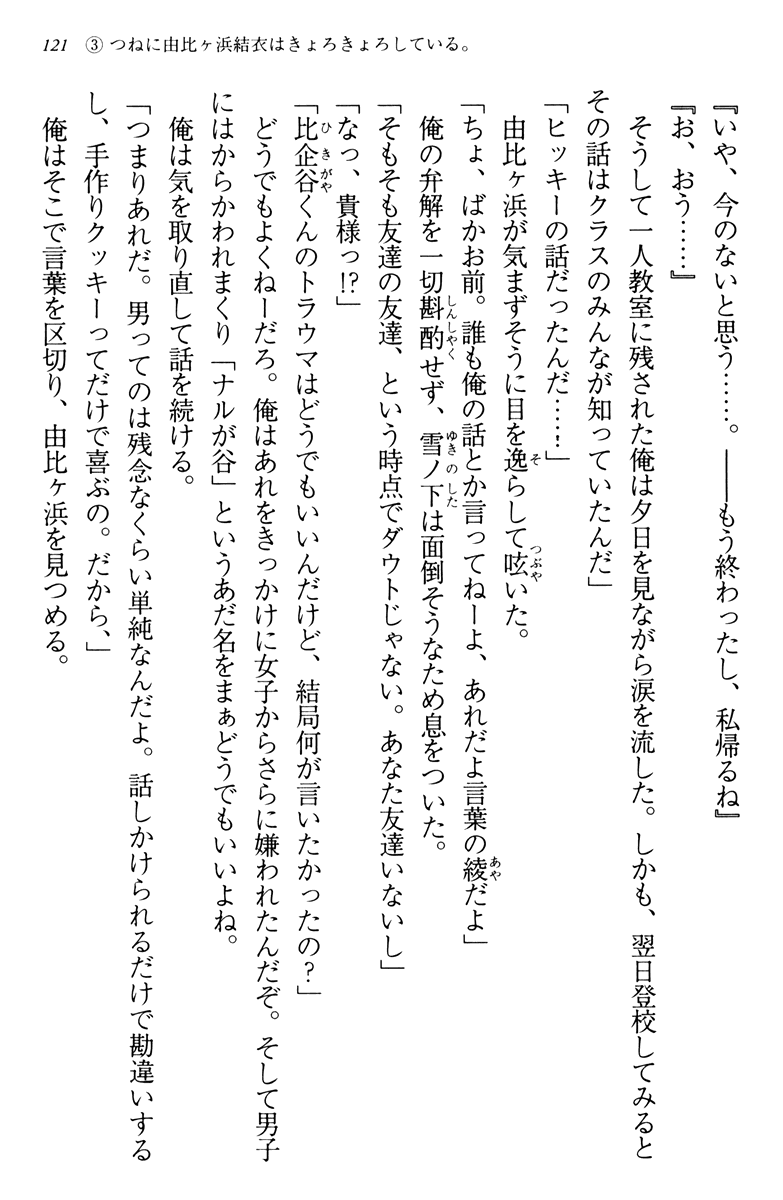 121 ③つねに由比ヶ浜結衣はきょろきょろしている。
『いや、今のないと思う……。――もう終わったし、私帰るね』
『お、おう……』
そうして一人教室に残された俺は夕日を見ながら涙を流した。しかも、翌日登校してみると
その話はクラスのみんなが知っていたんだ」
「ヒッキーの話だったんだ…!」
由比ヶ浜が気まずそうに目を逸らして呟いた。
「ちょ、ばかお前。誰も俺の話とか言ってねーよ、あれだよ言葉の綾だよ」
俺の弁解を一切斟酌せず、雪ノ下は面倒そうなため息をついた。
「そもそも友達の友達、という時点でダウトじゃない。あなた友達いないし」
「なっ、貴様っ!?」
「比企谷くんのトラウマはどうでもいいんだけど、結局何が言いたかったの?」
どうでもよくねーだろ。俺はあれをきっかけに女子からさらに嫌われたんだぞ。そして男子
にはからかわれまくり「ナルが谷」というあだ名をまぁどうでもいいよね。
俺は気を取り直して話を続ける。
「つまりあれだ。男ってのは残念なくらい単純なんだよ。話しかけられるだけで勘違いする
し、手作りクッキーってだけで喜ぶの。だから、」
俺はそこで言葉を区切り、由比ヶ浜を見つめる。